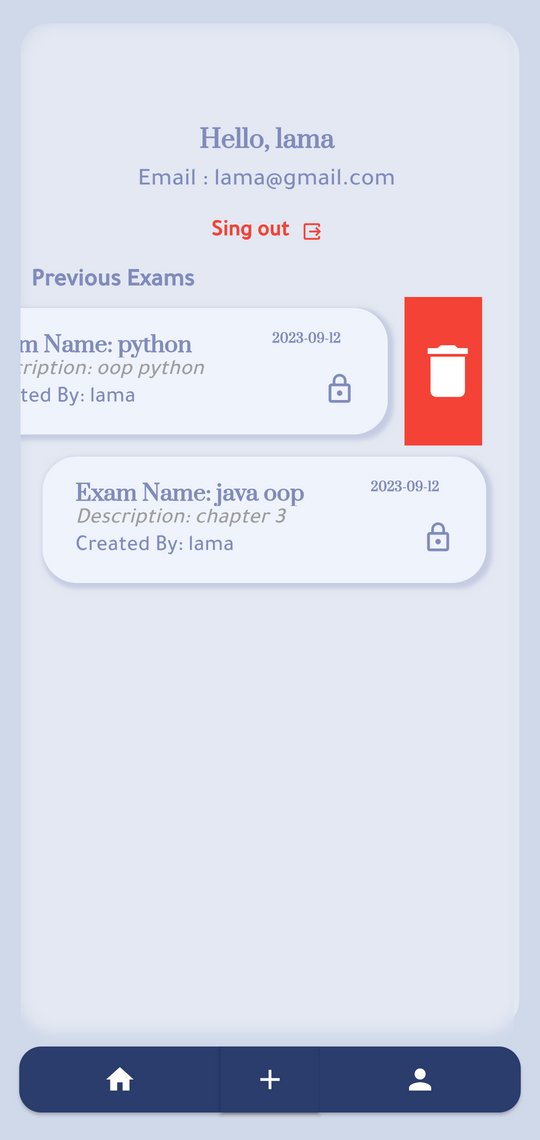 Hello, lama
Email : lama@gmail.com
Sing out
Previous Exams
m Name: python
2023-09-12
cription: oop python
ted By: lama
Exam Name: java oop
2023-09-12
Description: chapter 3
Created By: lama